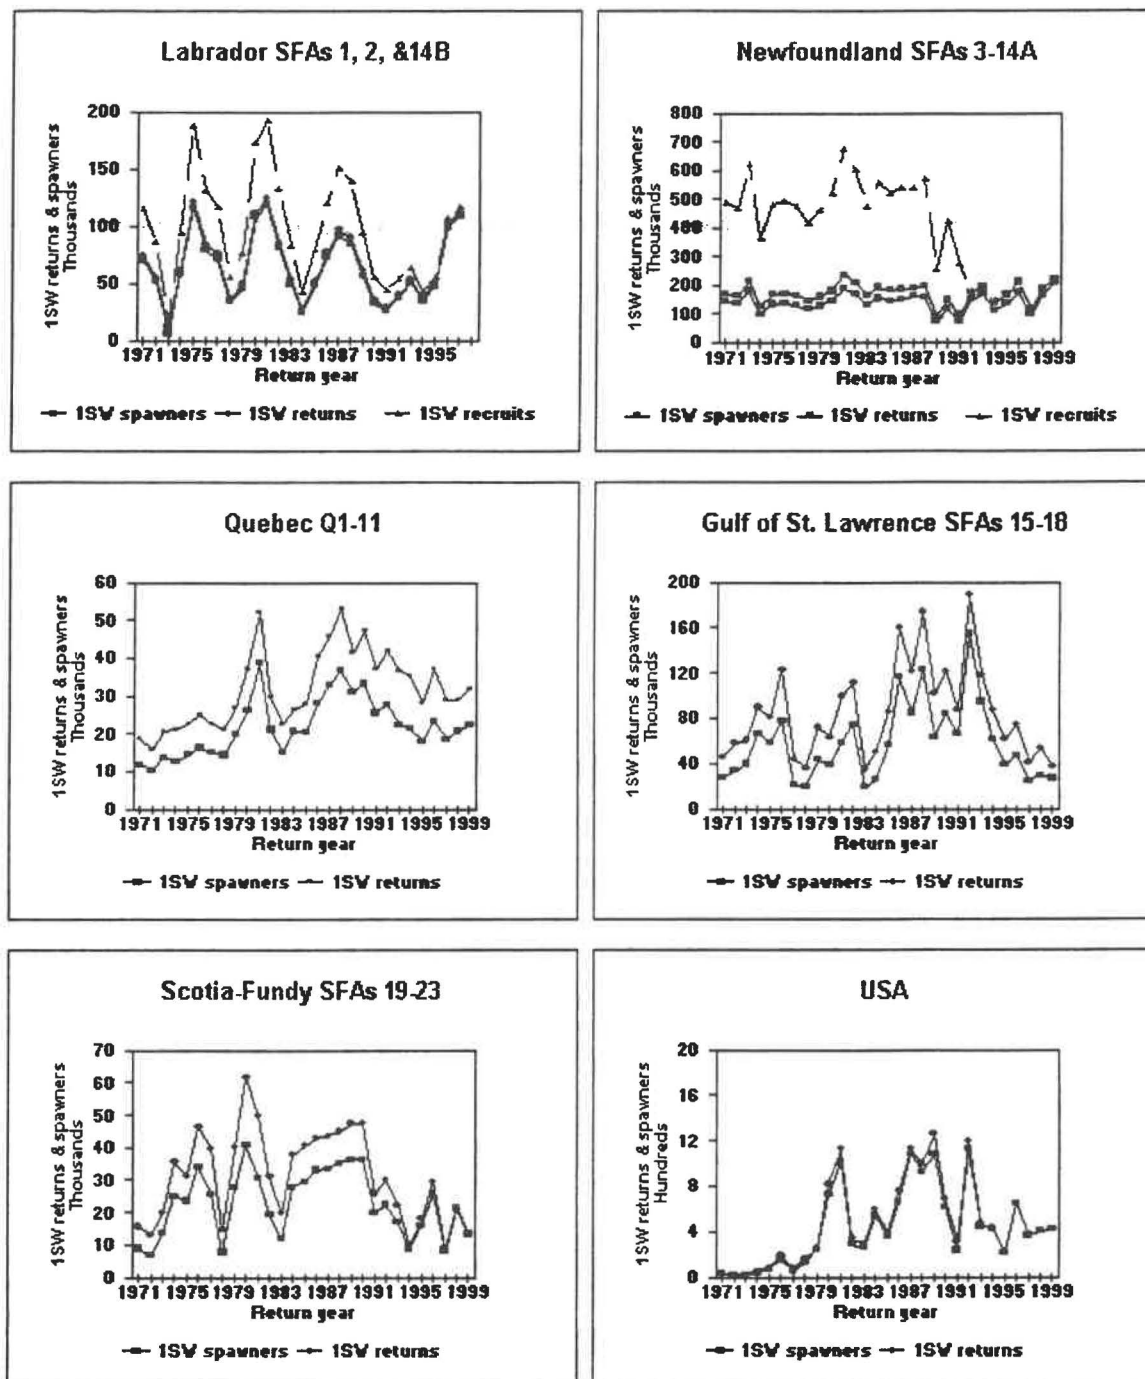 Labrador SFAs 1, 2, &14B
1SW returns & spawners
Thousands
200
150
100
50
0
1971 1975 1979 1983 1987 1991 1995
Return year
1SW spawners 1SW returns 1SW recruits
Newfoundland SFAs 3-14A
1SW returns & spawners
Thousands
800
700
600
500
400
300
200
100
0
1971 1975 1979 1983 1987 1991 1995 1999
Return year
1SW spawners 1SW returns 1SW recruits
Quebec Q1-11
1SW returns & spawners
Thousands
60
50
40
30
20
10
0
1971 1975 1979 1983 1987 1991 1995 1999
Return year
1SW spawners 1SW returns
Gulf of St. Lawrence SFAs 15-18
1SW returns & spawners
Thousands
200
160
120
80
40
0
1971 1975 1979 1983 1987 1991 1995 1999
Return year
1SW spawners 1SW returns
Scotia-Fundy SFAs 19-23
1SW returns & spawners
Thousands
70
60
50
40
30
20
10
0
1971 1975 1979 1983 1987 1991 1995 1999
Return year
1SW spawners 1SW returns
USA
1SW returns & spawners
Hundreds
20
16
12
8
4
0
1971 1975 1979 1983 1987 1991 1995 1999
Return year
1SW spawners 1SW returns